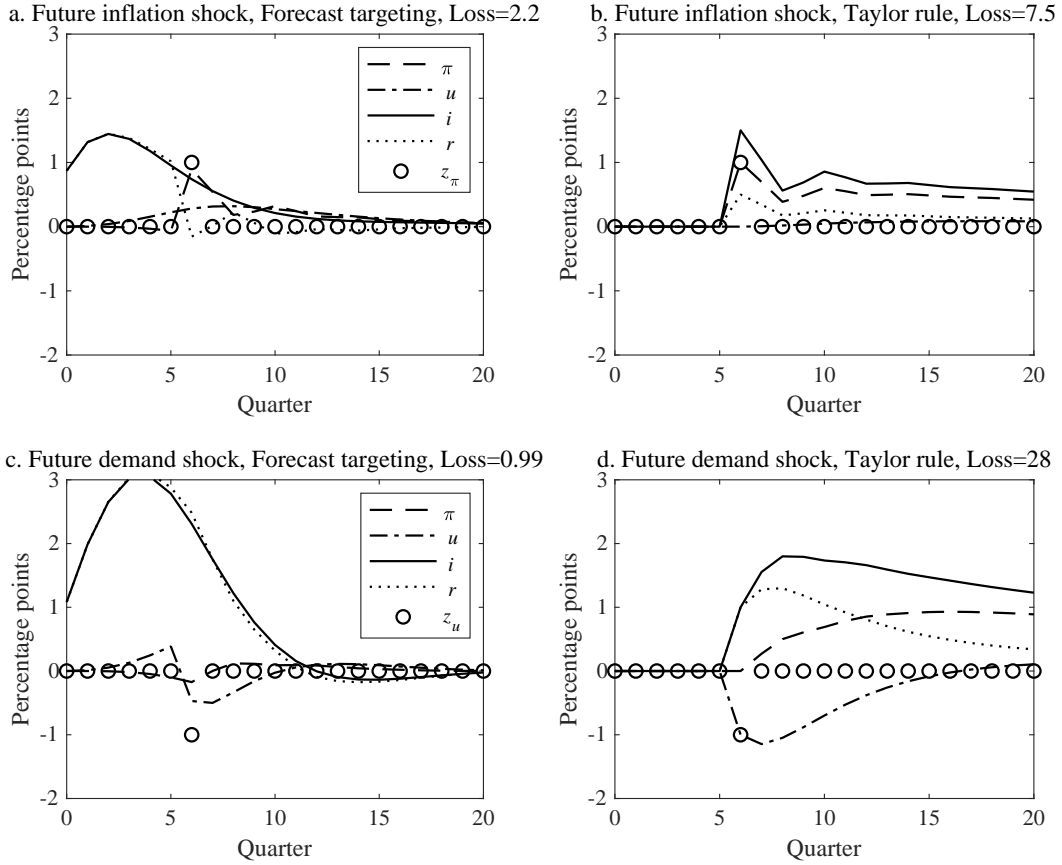 a. Future inflation shock, Forecast targeting, Loss=2.2
b. Future inflation shock, Taylor rule, Loss=7.5
Percentage points
3
2
1
0
-1
-2
π
u
i
r
z_π
0 5 10 15 20
Quarter
Percentage points
3
2
1
0
-1
-2
0 5 10 15 20
Quarter
c. Future demand shock, Forecast targeting, Loss=0.99
d. Future demand shock, Taylor rule, Loss=28
Percentage points
3
2
1
0
-1
-2
π
u
i
r
z_u
0 5 10 15 20
Quarter
Percentage points
3
2
1
0
-1
-2
0 5 10 15 20
Quarter